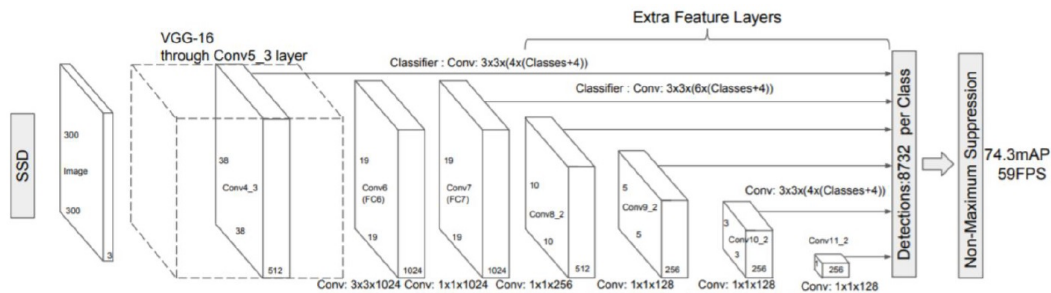 Extra Feature Layers
VGG-16
through Conv5_3 layer
Classifier : Conv: 3x3x(4x(Classes+4))
Classifier : Conv: 3x3x(6x(Classes+4))
SSD
300
Image
300
3
38
Conv4_3
38
512
19
Conv6
(FC6)
19
1024
19
Conv7
(FC7)
19
1024
10
Conv8_2
10
512
5
Conv9_2
5
256
Conv: 3x3x(4x(Classes+4))
3
Conv10_2
3
256
Conv11_2
1
256
Conv: 3x3x1024
Conv: 1x1x1024
Conv: 1x1x256
Conv: 1x1x128
Conv: 1x1x128
Conv: 1x1x128
Detections:8732 per Class
Non-Maximum Suppression
74.3mAP
59FPS